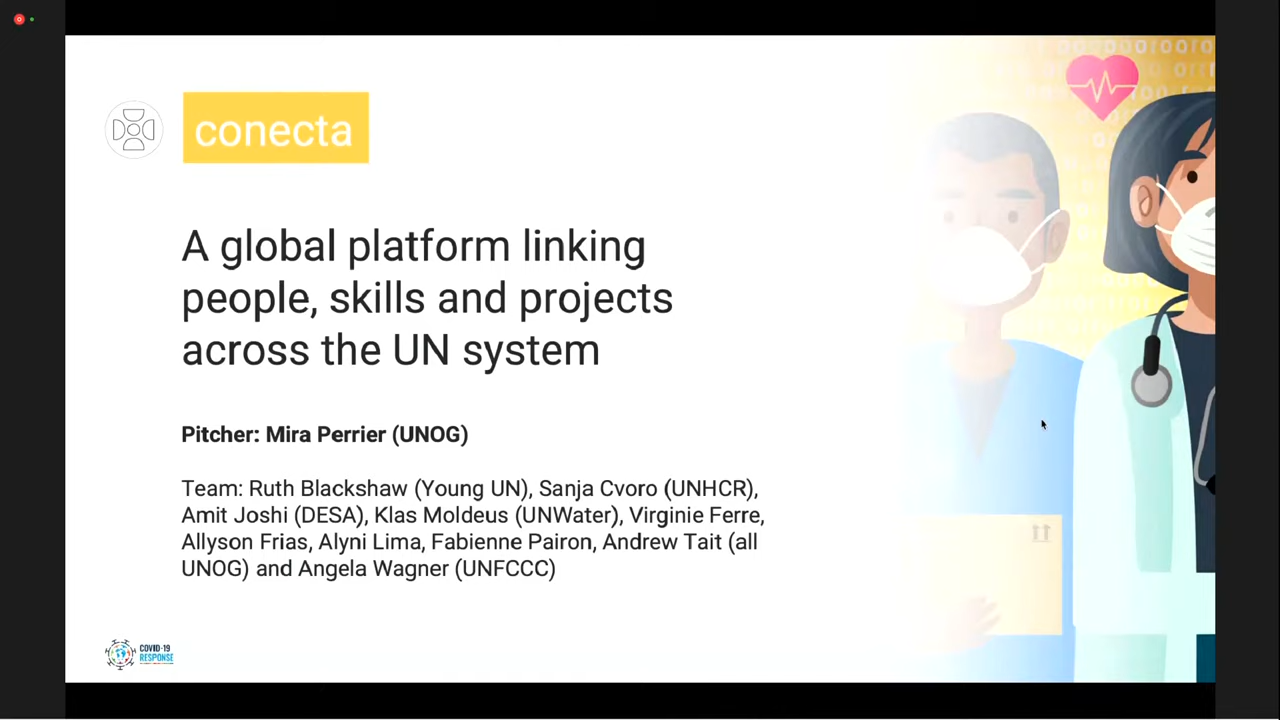 conecta
A global platform linking
people, skills and projects
across the UN system
Pitcher: Mira Perrier (UNOG)
Team: Ruth Blackshaw (Young UN), Sanja Cvoro (UNHCR),
Amit Joshi (DESA), Klas Moldeus (UNWater), Virginie Ferre,
Allyson Frias, Alyni Lima, Fabienne Pairon, Andrew Tait (all
UNOG) and Angela Wagner (UNFCCC)
COVID-19
RESPONSE